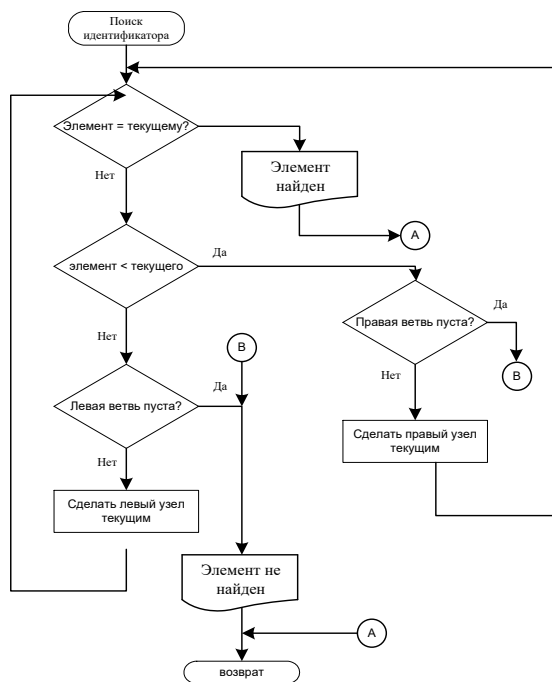 Поиск
идентификатора
Элемент = текущему?
Нет
Элемент
найден
А
элемент < текущего
Да
Правая ветвь пуста?
Да
Нет
В
Левая ветвь пуста?
Да
В
Нет
Сделать правый узел
текущим
Сделать левый узел
текущим
Элемент не
найден
А
возврат